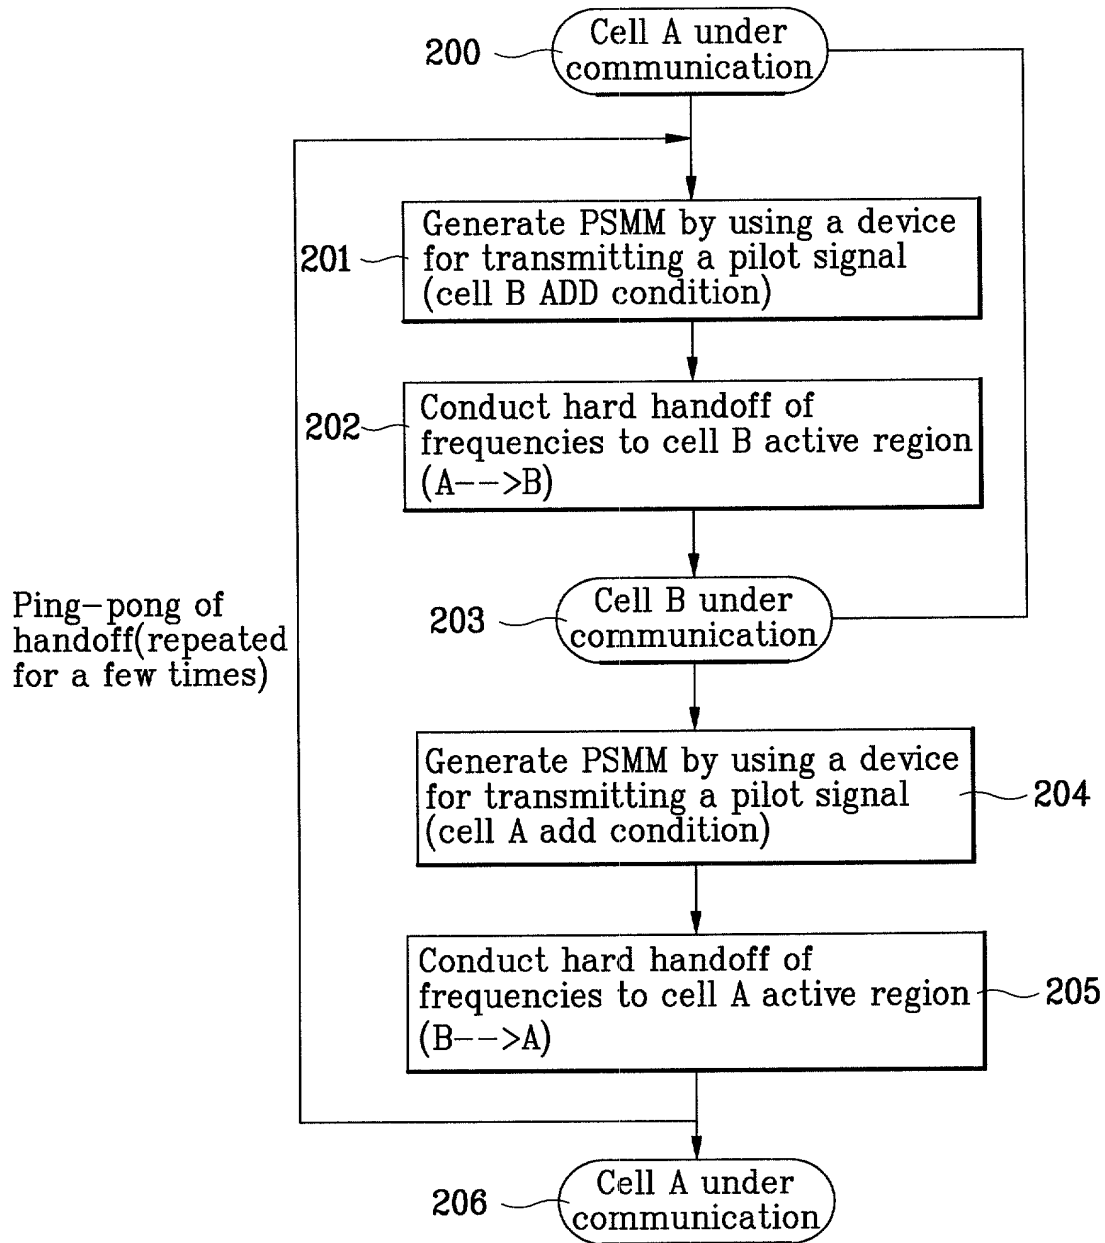 200
Cell A under
communication
201
Generate PSMM by using a device
for transmitting a pilot signal
(cell B ADD condition)
202
Conduct hard handoff of
frequencies to cell B active region
(A-->B)
Ping-pong of
handoff(repeated
for a few times)
203
Cell B under
communication
Generate PSMM by using a device
for transmitting a pilot signal
(cell A add condition)
204
Conduct hard handoff of
frequencies to cell A active region
(B-->A)
205
206
Cell A under
communication